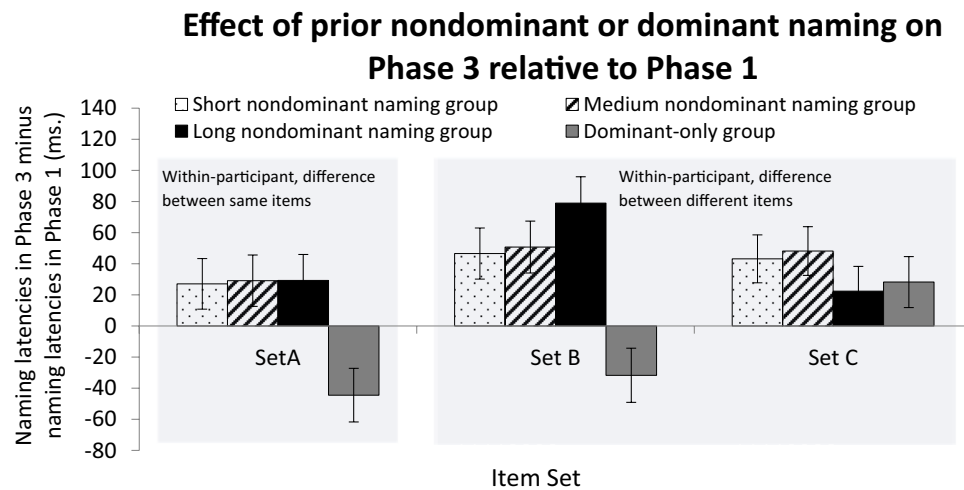 Effect of prior nondominant or dominant naming on
Phase 3 relative to Phase 1
Naming latencies in Phase 3 minus
naming latencies in Phase 1 (ms.)
140
120
100
80
60
40
20
0
-20
-40
-60
-80
Short nondominant naming group
Medium nondominant naming group
Long nondominant naming group
Dominant-only group
Within-participant, difference
between same items
Within-participant, difference
between different items
SetA
Set B
Set C
Item Set